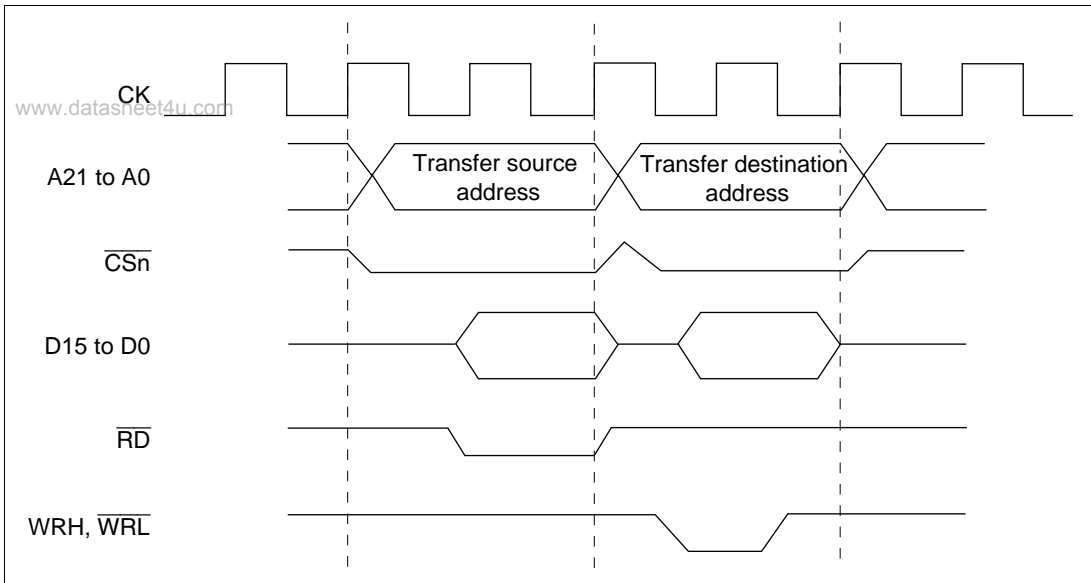 CK
www.datasheet4u.com
A21 to A0
Transfer source
address
Transfer destination
address
CSn
D15 to D0
RD
WRH, WRL